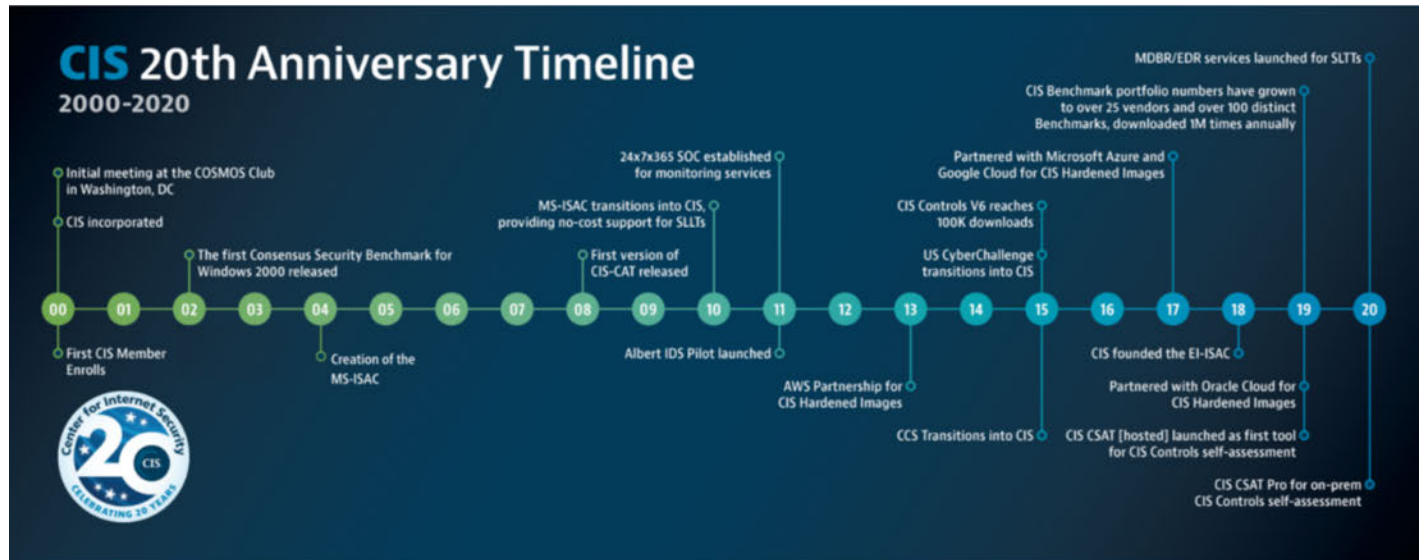 CIS 20th Anniversary Timeline
2000-2020
Initial meeting at the COSMOS Club
in Washington, DC
CIS incorporated
The first Consensus Security Benchmark for
Windows 2000 released
First version of
CIS-CAT released
MS-ISAC transitions into CIS,
providing no-cost support for SLLTs
24x7x365 SOC established
for monitoring services
CIS Controls V6 reaches
100K downloads
US CyberChallenge
transitions into CIS
Partnered with Microsoft Azure and
Google Cloud for CIS Hardened Images
CIS Benchmark portfolio numbers have grown
to over 25 vendors and over 100 distinct
Benchmarks, downloaded 1M times annually
MDBR/EDR services launched for SLTTs
00 01 02 03 04 05 06 07 08 09 10 11 12 13 14 15 16 17 18 19 20
First CIS Member
Enrolls
Creation of the
MS-ISAC
Albert IDS Pilot launched
AWS Partnership for
CIS Hardened Images
CCS Transitions into CIS
CIS founded the EI-ISAC
Partnered with Oracle Cloud for
CIS Hardened Images
CIS CSAT [hosted] launched as first tool
for CIS Controls self-assessment
CIS CSAT Pro for on-prem
CIS Controls self-assessment
Center for Internet Security
20
CIS
CELEBRATING 20 YEARS